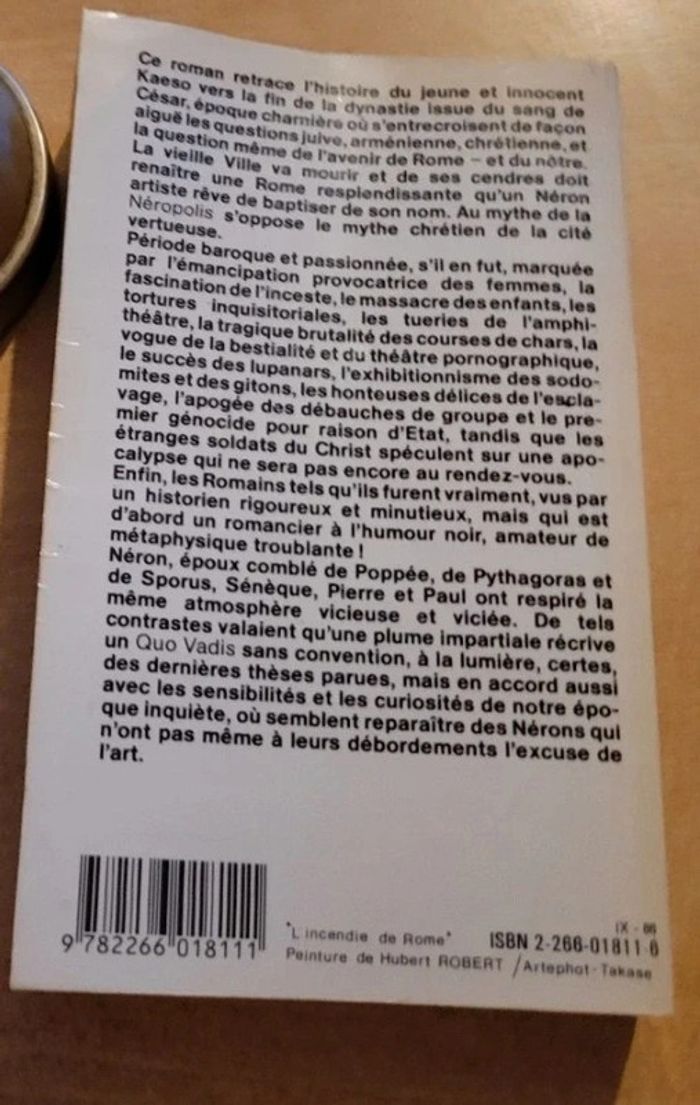 Ce roman retrace l'histoire du jeune et innocent
Kaeso vers la fin de la dynastie issue du sang de
César, époque charnière où s'entrecroisent de façon
aiguë les questions juive, arménienne, chrétienne, et
la question même de l'avenir de Rome – et du nôtre.
La vieille Ville va mourir et de ses cendres doit
renaître une Rome resplendissante qu'un Néron
artiste rêve de baptiser de son nom. Au mythe de la
Néropolis s'oppose le mythe chrétien de la cité
vertueuse.
Période baroque et passionnée, s'il en fut, marquée
par l'émancipation provocatrice des femmes, la
fascination de l'inceste, le massacre des enfants, les
tortures inquisitoriales, les tueries de l'amphi-
théâtre, la tragique brutalité des courses de chars, la
vogue de la bestialité et du théâtre pornographique,
le succès des lupanars, l'exhibitionnisme des sodo-
mites et des gitons, les honteuses délices de l'escla-
vage, l'apogée des débauches de groupe et le pre-
mier génocide pour raison d'Etat, tandis que les
étranges soldats du Christ spéculent sur une apo-
calypse qui ne sera pas encore au rendez-vous.
Enfin, les Romains tels qu'ils furent vraiment, vus par
un historien rigoureux et minutieux, mais qui est
d'abord un romancier à l'humour noir, amateur de
métaphysique troublante !
Néron, époux comblé de Poppée, de Pythagoras et
de Sporus, Sénèque, Pierre et Paul ont respiré la
même atmosphère vicieuse et viciée. De tels
contrastes valaient qu'une plume impartiale récrive
un Quo Vadis sans convention, à la lumière, certes,
des dernières thèses parues, mais en accord aussi
avec les sensibilités et les curiosités de notre épo-
que inquiète, où semblent reparaître des Nérons qui
n'ont pas même à leurs débordements l'excuse de
l'art.
IX - 86
"L'incendie de Rome" ISBN 2-266-01811-6
9 782266 018111
Peinture de Hubert ROBERT / Artephot - Takase